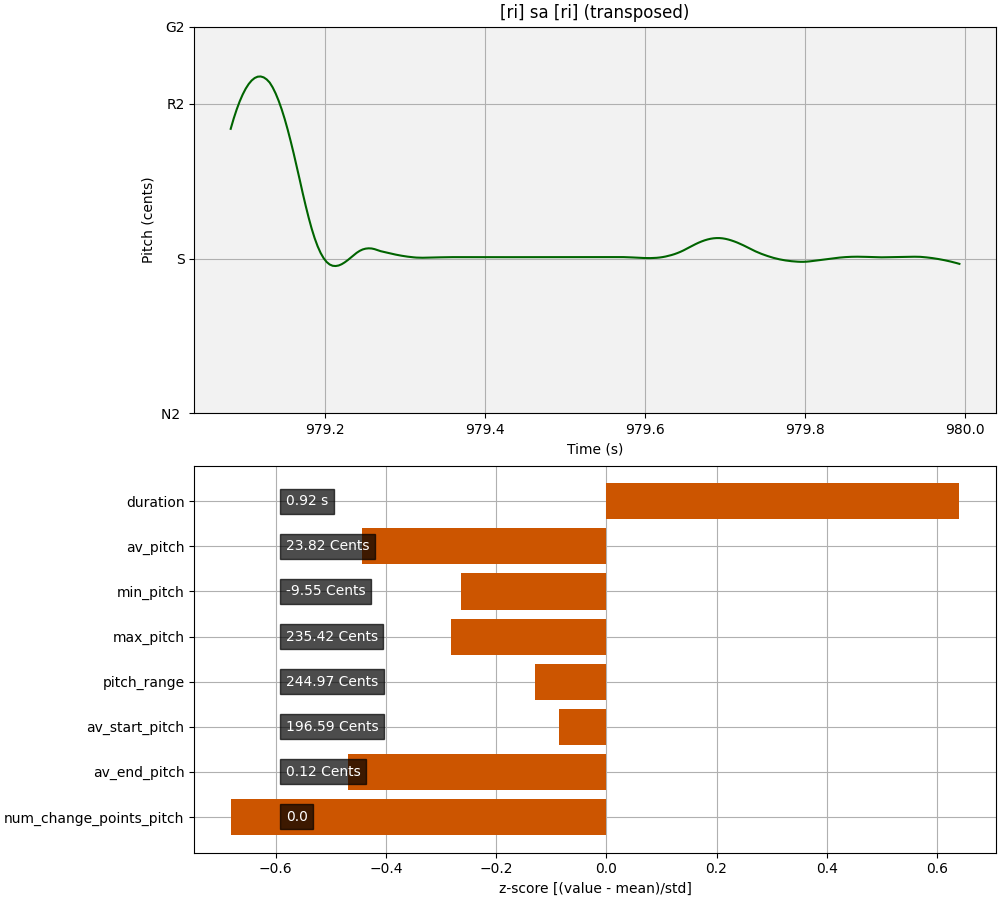 [ri] sa [ri] (transposed)
G2
R2
S
N2
Pitch (cents)
979.2 979.4 979.6 979.8 980.0
Time (s)
duration 0.92 s
av_pitch 23.82 Cents
min_pitch -9.55 Cents
max_pitch 235.42 Cents
pitch_range 244.97 Cents
av_start_pitch 196.59 Cents
av_end_pitch 0.12 Cents
num_change_points_pitch 0.0
−0.6 −0.4 −0.2 0.0 0.2 0.4 0.6
z-score [(value - mean)/std]